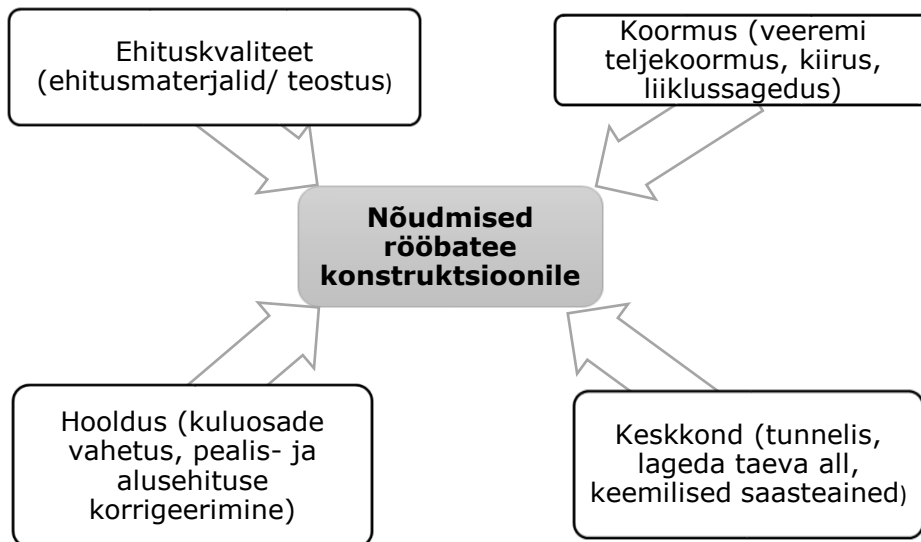 Ehituskvaliteet
(ehitusmaterjalid/ teostus)
Koormus (veeremi
teljekoormus, kiirus,
liiklussagedus)
Nõudmised
rööbatee
konstruktsioonile
Hooldus (kuluosade
vahetus, pealis- ja
alusehituse
korrigeerimine)
Keskkond (tunnelis,
lageda taeva all,
keemilised saasteained)